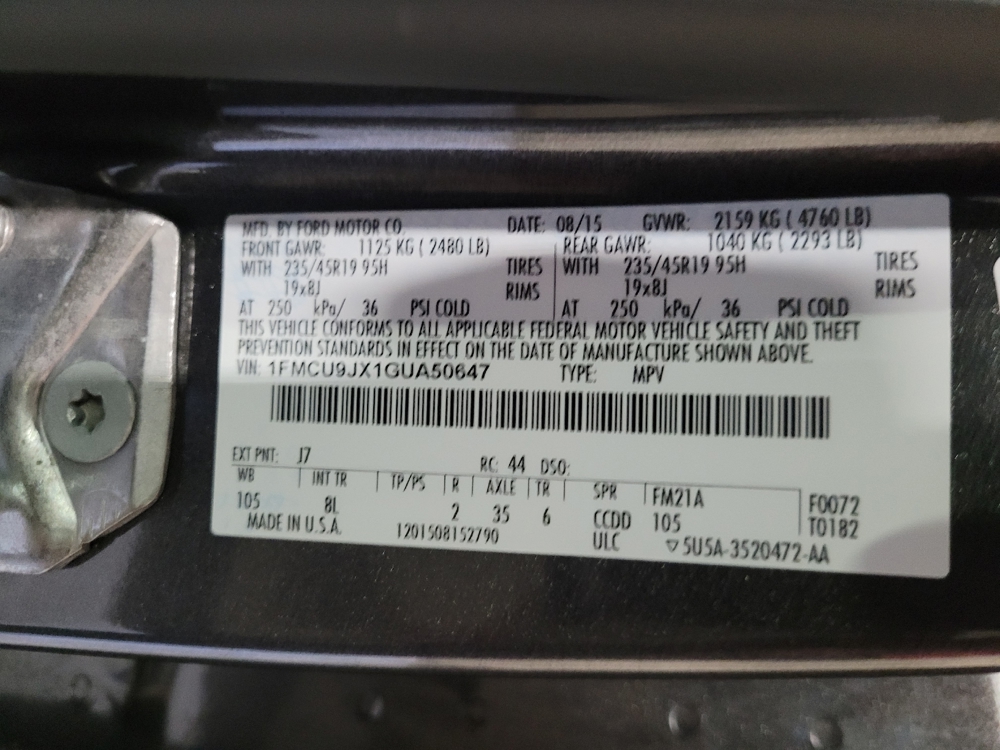 MFD. BY FORD MOTOR CO. DATE: 08/15 GVWR: 2159 KG ( 4760 LB)
FRONT GAWR: 1125 KG ( 2480 LB) REAR GAWR: 1040 KG ( 2293 LB)
WITH 235/45R19 95H TIRES WITH 235/45R19 95H TIRES
19x8J RIMS 19x8J RIMS
AT 250 kPa/ 36 PSI COLD AT 250 kPa/ 36 PSI COLD
THIS VEHICLE CONFORMS TO ALL APPLICABLE FEDERAL MOTOR VEHICLE SAFETY AND THEFT
PREVENTION STANDARDS IN EFFECT ON THE DATE OF MANUFACTURE SHOWN ABOVE.
VIN: 1FMCU9JX1GUA50647 TYPE: MPV
EXT PNT: J7 RC: 44 DSO:
WB INT TR TP/PS R AXLE TR SPR FM21A F0072
105 8L 2 35 6 CCDD 105 T0182
MADE IN U.S.A. 1201508152790 ULC ▽5U5A-3520472-AA